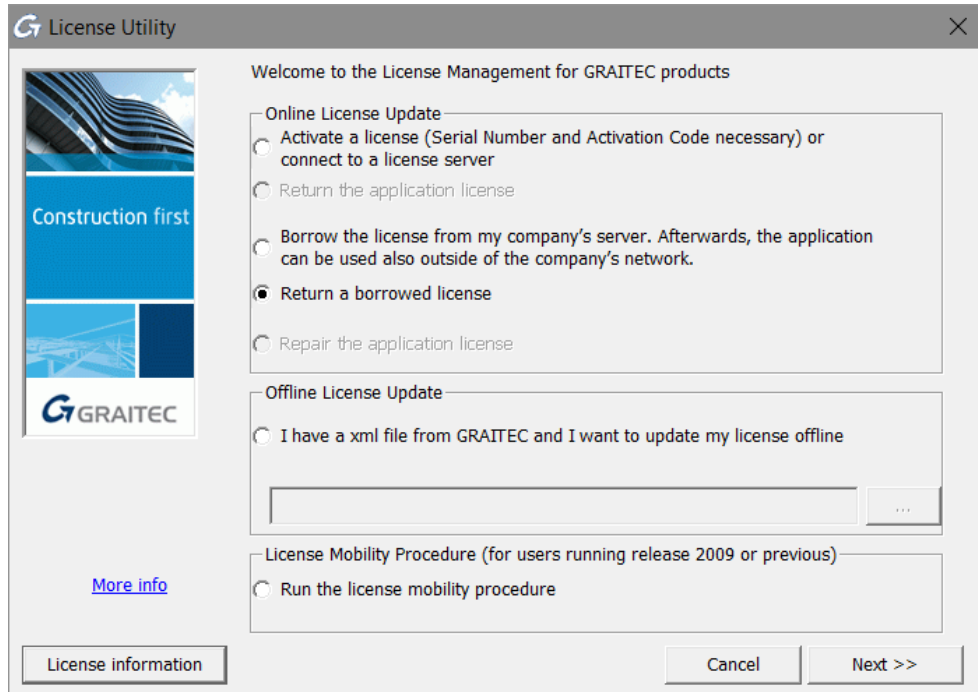 License Utility
Welcome to the License Management for GRAITEC products
Online License Update
Activate a license (Serial Number and Activation Code necessary) or
connect to a license server
Return the application license
Construction first
Borrow the license from my company's server. Afterwards, the application
can be used also outside of the company's network.
Return a borrowed license
Repair the application license
GRAITEC
Offline License Update
I have a xml file from GRAITEC and I want to update my license offline
...
License Mobility Procedure (for users running release 2009 or previous)
More info
Run the license mobility procedure
License information
Cancel
Next >>